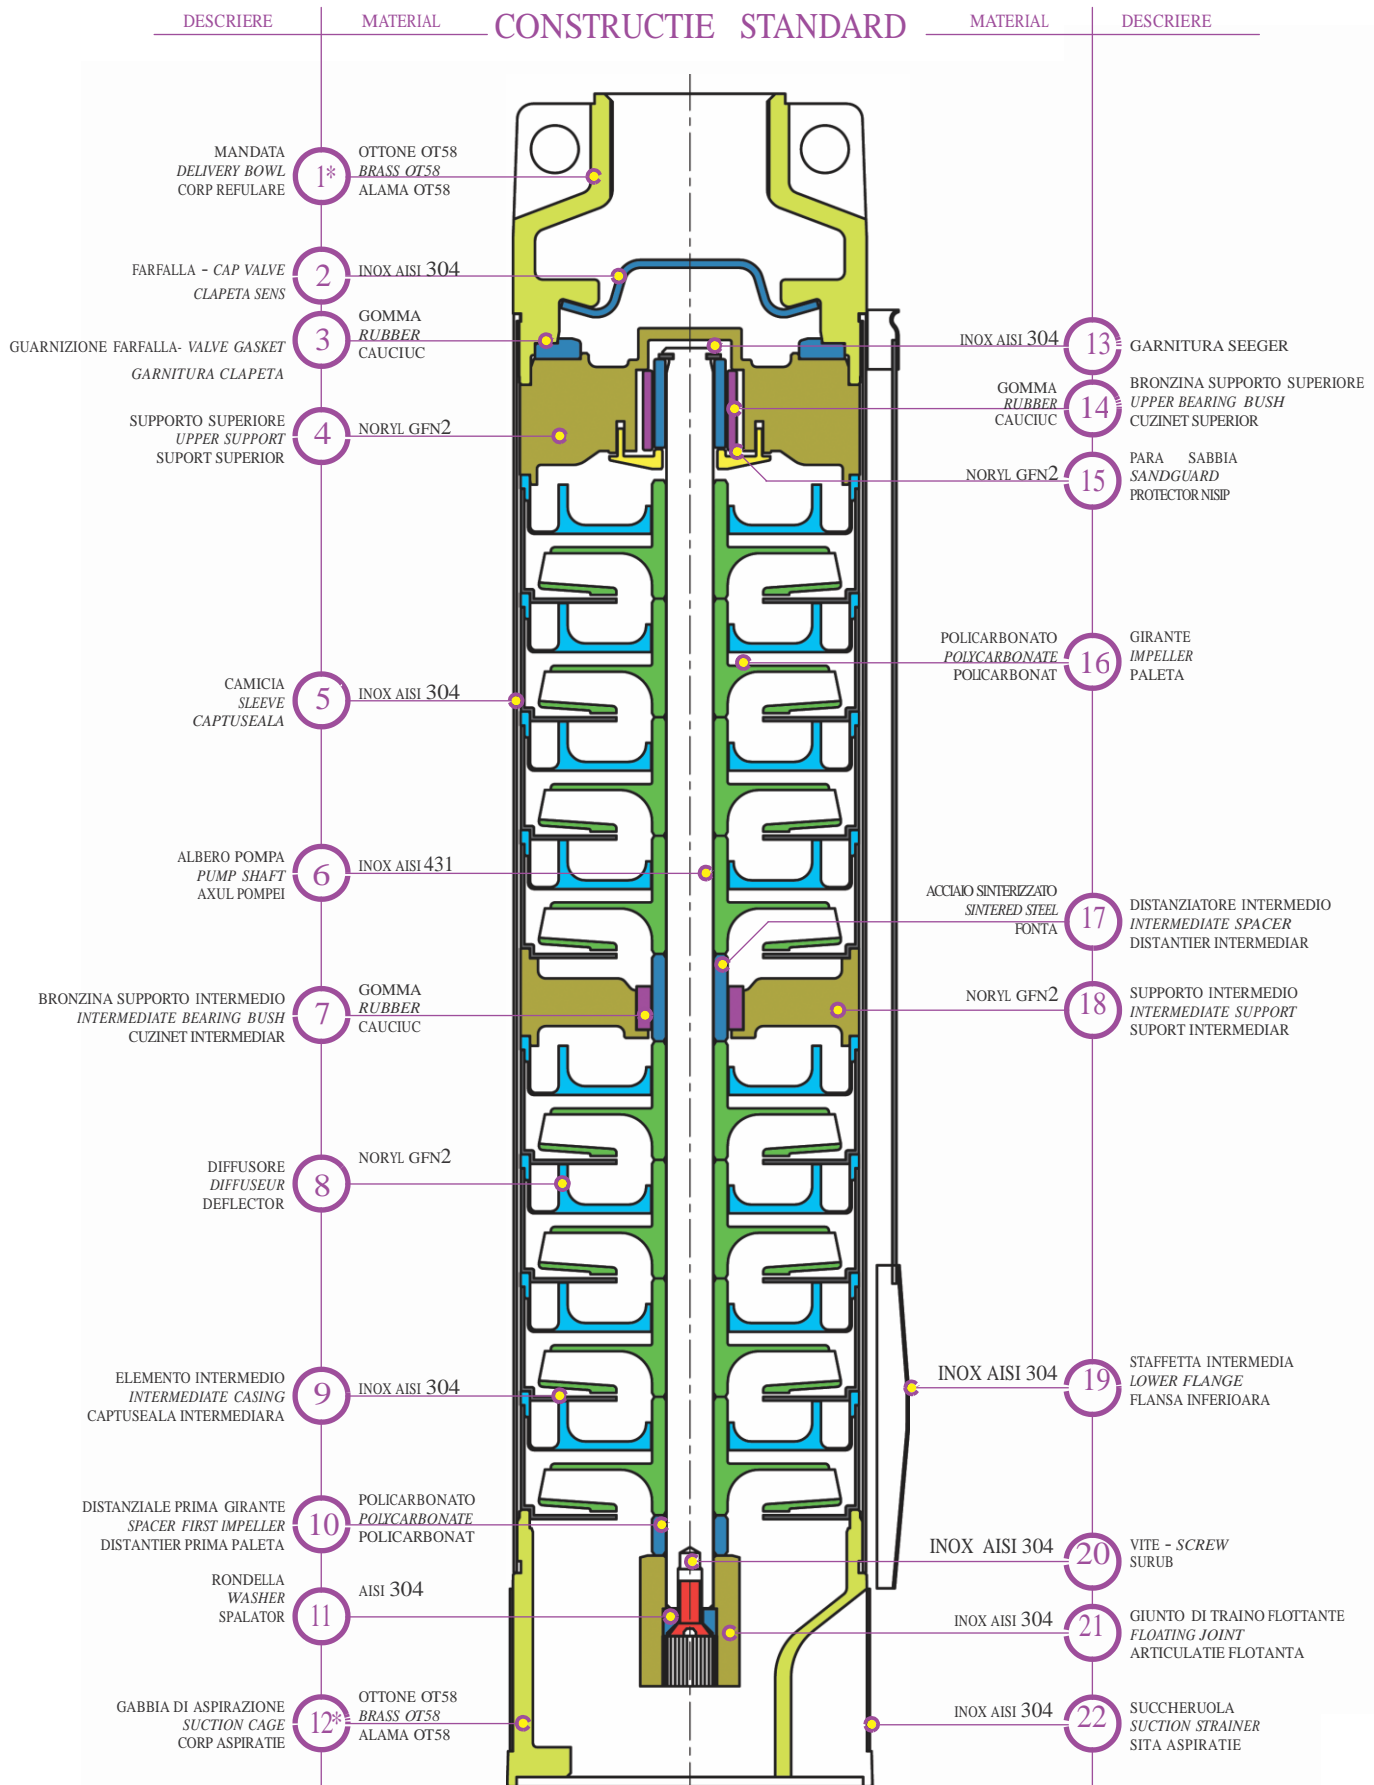 DESCRIERE MATERIAL CONSTRUCTIE STANDARD MATERIAL DESCRIERE
MANDATA
DELIVERY BOWL
CORP REFULARE
1*
OTTONE OT58
BRASS OT58
ALAMA OT58
FARFALLA - CAP VALVE
CLAPETA SENS
2
INOX AISI 304
GUARNIZIONE FARFALLA- VALVE GASKET
GARNITURA CLAPETA
3
GOMMA
RUBBER
CAUCIUC
SUPPORTO SUPERIORE
UPPER SUPPORT
SUPORT SUPERIOR
4
NORYL GFN2
CAMICIA
SLEEVE
CAPTUSEALA
5
INOX AISI 304
ALBERO POMPA
PUMP SHAFT
AXUL POMPEI
6
INOX AISI 431
BRONZINA SUPPORTO INTERMEDIO
INTERMEDIATE BEARING BUSH
CUZINET INTERMEDIAR
7
GOMMA
RUBBER
CAUCIUC
DIFFUSORE
DIFFUSEUR
DEFLECTOR
8
NORYL GFN2
ELEMENTO INTERMEDIO
INTERMEDIATE CASING
CAPTUSEALA INTERMEDIARA
9
INOX AISI 304
DISTANZIALE PRIMA GIRANTE
SPACER FIRST IMPELLER
DISTANTIER PRIMA PALETA
10
POLICARBONATO
POLYCARBONATE
POLICARBONAT
RONDELLA
WASHER
SPALATOR
11
AISI 304
GABBIA DI ASPIRAZIONE
SUCTION CAGE
CORP ASPIRATIE
12*
OTTONE OT58
BRASS OT58
ALAMA OT58
INOX AISI 304
13
GARNITURA SEEGER
GOMMA
RUBBER
CAUCIUC
14
BRONZINA SUPPORTO SUPERIORE
UPPER BEARING BUSH
CUZINET SUPERIOR
NORYL GFN2
15
PARA SABBIA
SANDGUARD
PROTECTOR NISIP
POLICARBONATO
POLYCARBONATE
POLICARBONAT
16
GIRANTE
IMPELLER
PALETA
ACCIAIO SINTERIZZATO
SINTERED STEEL
FONTA
17
DISTANZIATORE INTERMEDIO
INTERMEDIATE SPACER
DISTANTIER INTERMEDIAR
NORYL GFN2
18
SUPPORTO INTERMEDIO
INTERMEDIATE SUPPORT
SUPORT INTERMEDIAR
INOX AISI 304
19
STAFFETTA INTERMEDIA
LOWER FLANGE
FLANSA INFERIOARA
INOX AISI 304
20
VITE - SCREW
SURUB
INOX AISI 304
21
GIUNTO DI TRAINO FLOTTANTE
FLOATING JOINT
ARTICULATIE FLOTANTA
INOX AISI 304
22
SUCCHERUOLA
SUCTION STRAINER
SITA ASPIRATIE